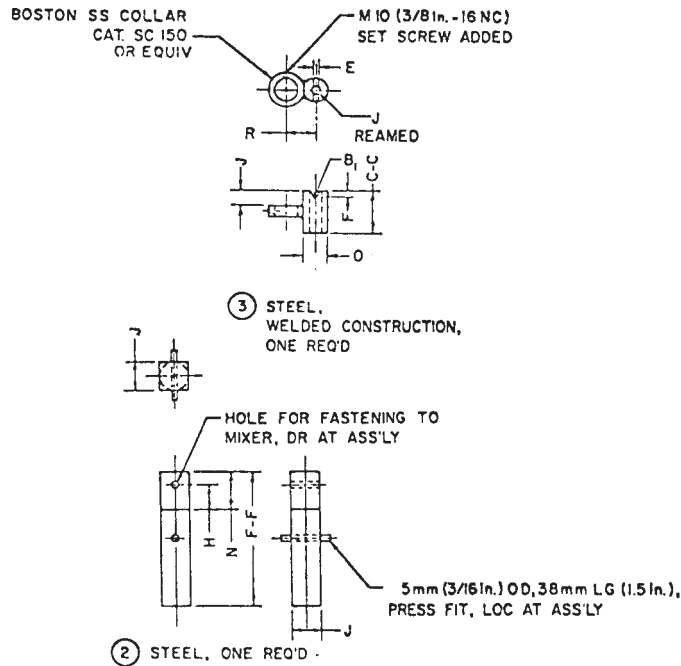 BOSTON SS COLLAR
CAT. SC 150
OR EQUIV
M 10 (3/8 in. -16 NC)
SET SCREW ADDED
E
R
J
REAMED
J
B1
F
C-C
O
3 STEEL,
WELDED CONSTRUCTION,
ONE REQ'D
J
HOLE FOR FASTENING TO
MIXER, DR AT ASS'LY
H
N
F-F
5mm (3/16 in.) OD, 38mm LG (1.5 in.),
PRESS FIT, LOC AT ASS'LY
J
2 STEEL, ONE REQ'D.